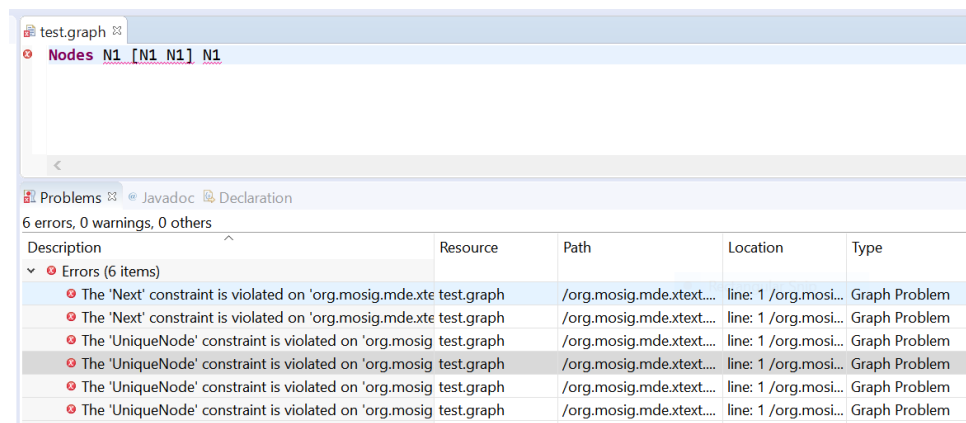 test.graph
Nodes N1 [N1 N1] N1
Problems Javadoc Declaration
6 errors, 0 warnings, 0 others
Description Resource Path Location Type
Errors (6 items)
The 'Next' constraint is violated on 'org.mosig.mde.xte test.graph /org.mosig.mde.xtext.... line: 1 /org.mosi... Graph Problem
The 'Next' constraint is violated on 'org.mosig.mde.xte test.graph /org.mosig.mde.xtext.... line: 1 /org.mosi... Graph Problem
The 'UniqueNode' constraint is violated on 'org.mosig test.graph /org.mosig.mde.xtext.... line: 1 /org.mosi... Graph Problem
The 'UniqueNode' constraint is violated on 'org.mosig test.graph /org.mosig.mde.xtext.... line: 1 /org.mosi... Graph Problem
The 'UniqueNode' constraint is violated on 'org.mosig test.graph /org.mosig.mde.xtext.... line: 1 /org.mosi... Graph Problem
The 'UniqueNode' constraint is violated on 'org.mosig test.graph /org.mosig.mde.xtext.... line: 1 /org.mosi... Graph Problem